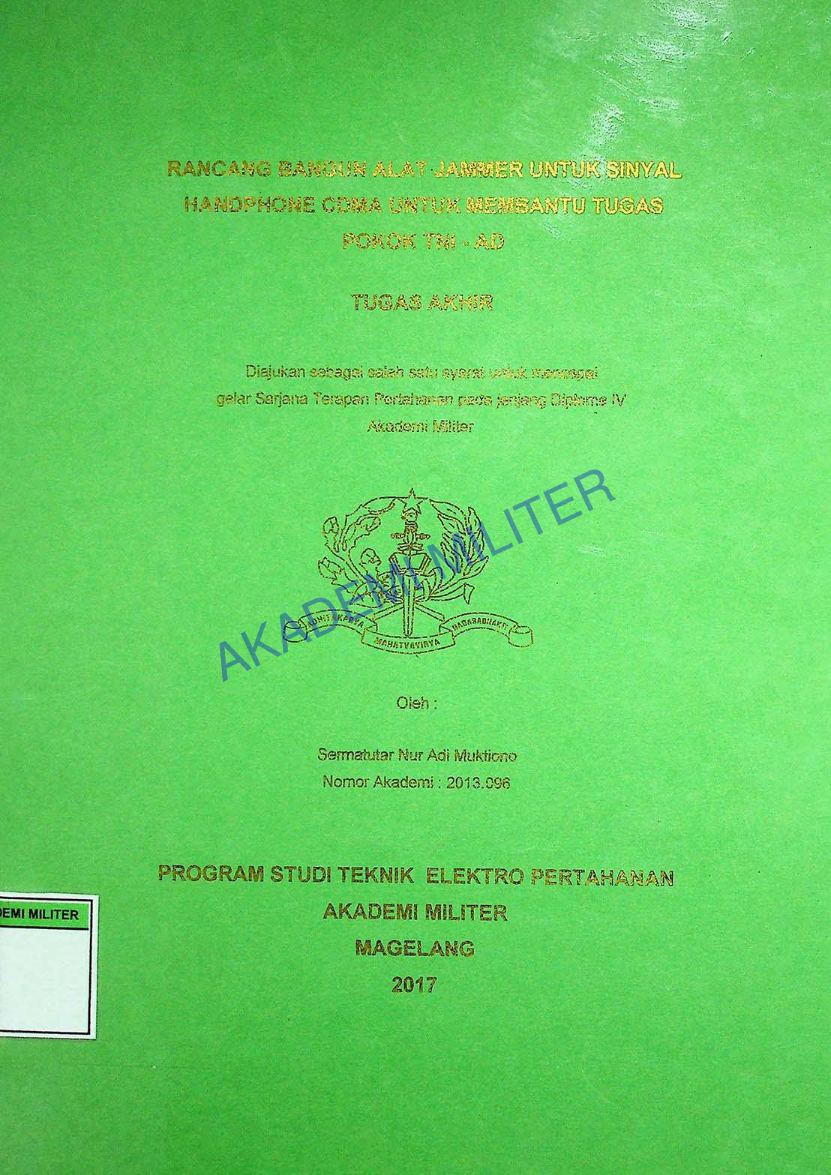 RANCANG BANGUN ALAT JAMMER UNTUK SINYAL
HANDPHONE CDMA UNTUK MEMBANTU TUGAS
POKOK TNI - AD
TUGAS AKHIR
Diajukan sebagai salah satu syarat untuk mencapai
gelar Sarjana Terapan Pertahanan pada jenjang Diploma IV
Akademi Militer
AKADEMI MILITER
ADHITAKARYA
MAHATVAVIRYA
NAGARABHAKTI
Oleh :
Sermatutar Nur Adi Muktiono
Nomor Akademi : 2013.096
PROGRAM STUDI TEKNIK ELEKTRO PERTAHANAN
AKADEMI MILITER
DEMI MILITER
MAGELANG
2017